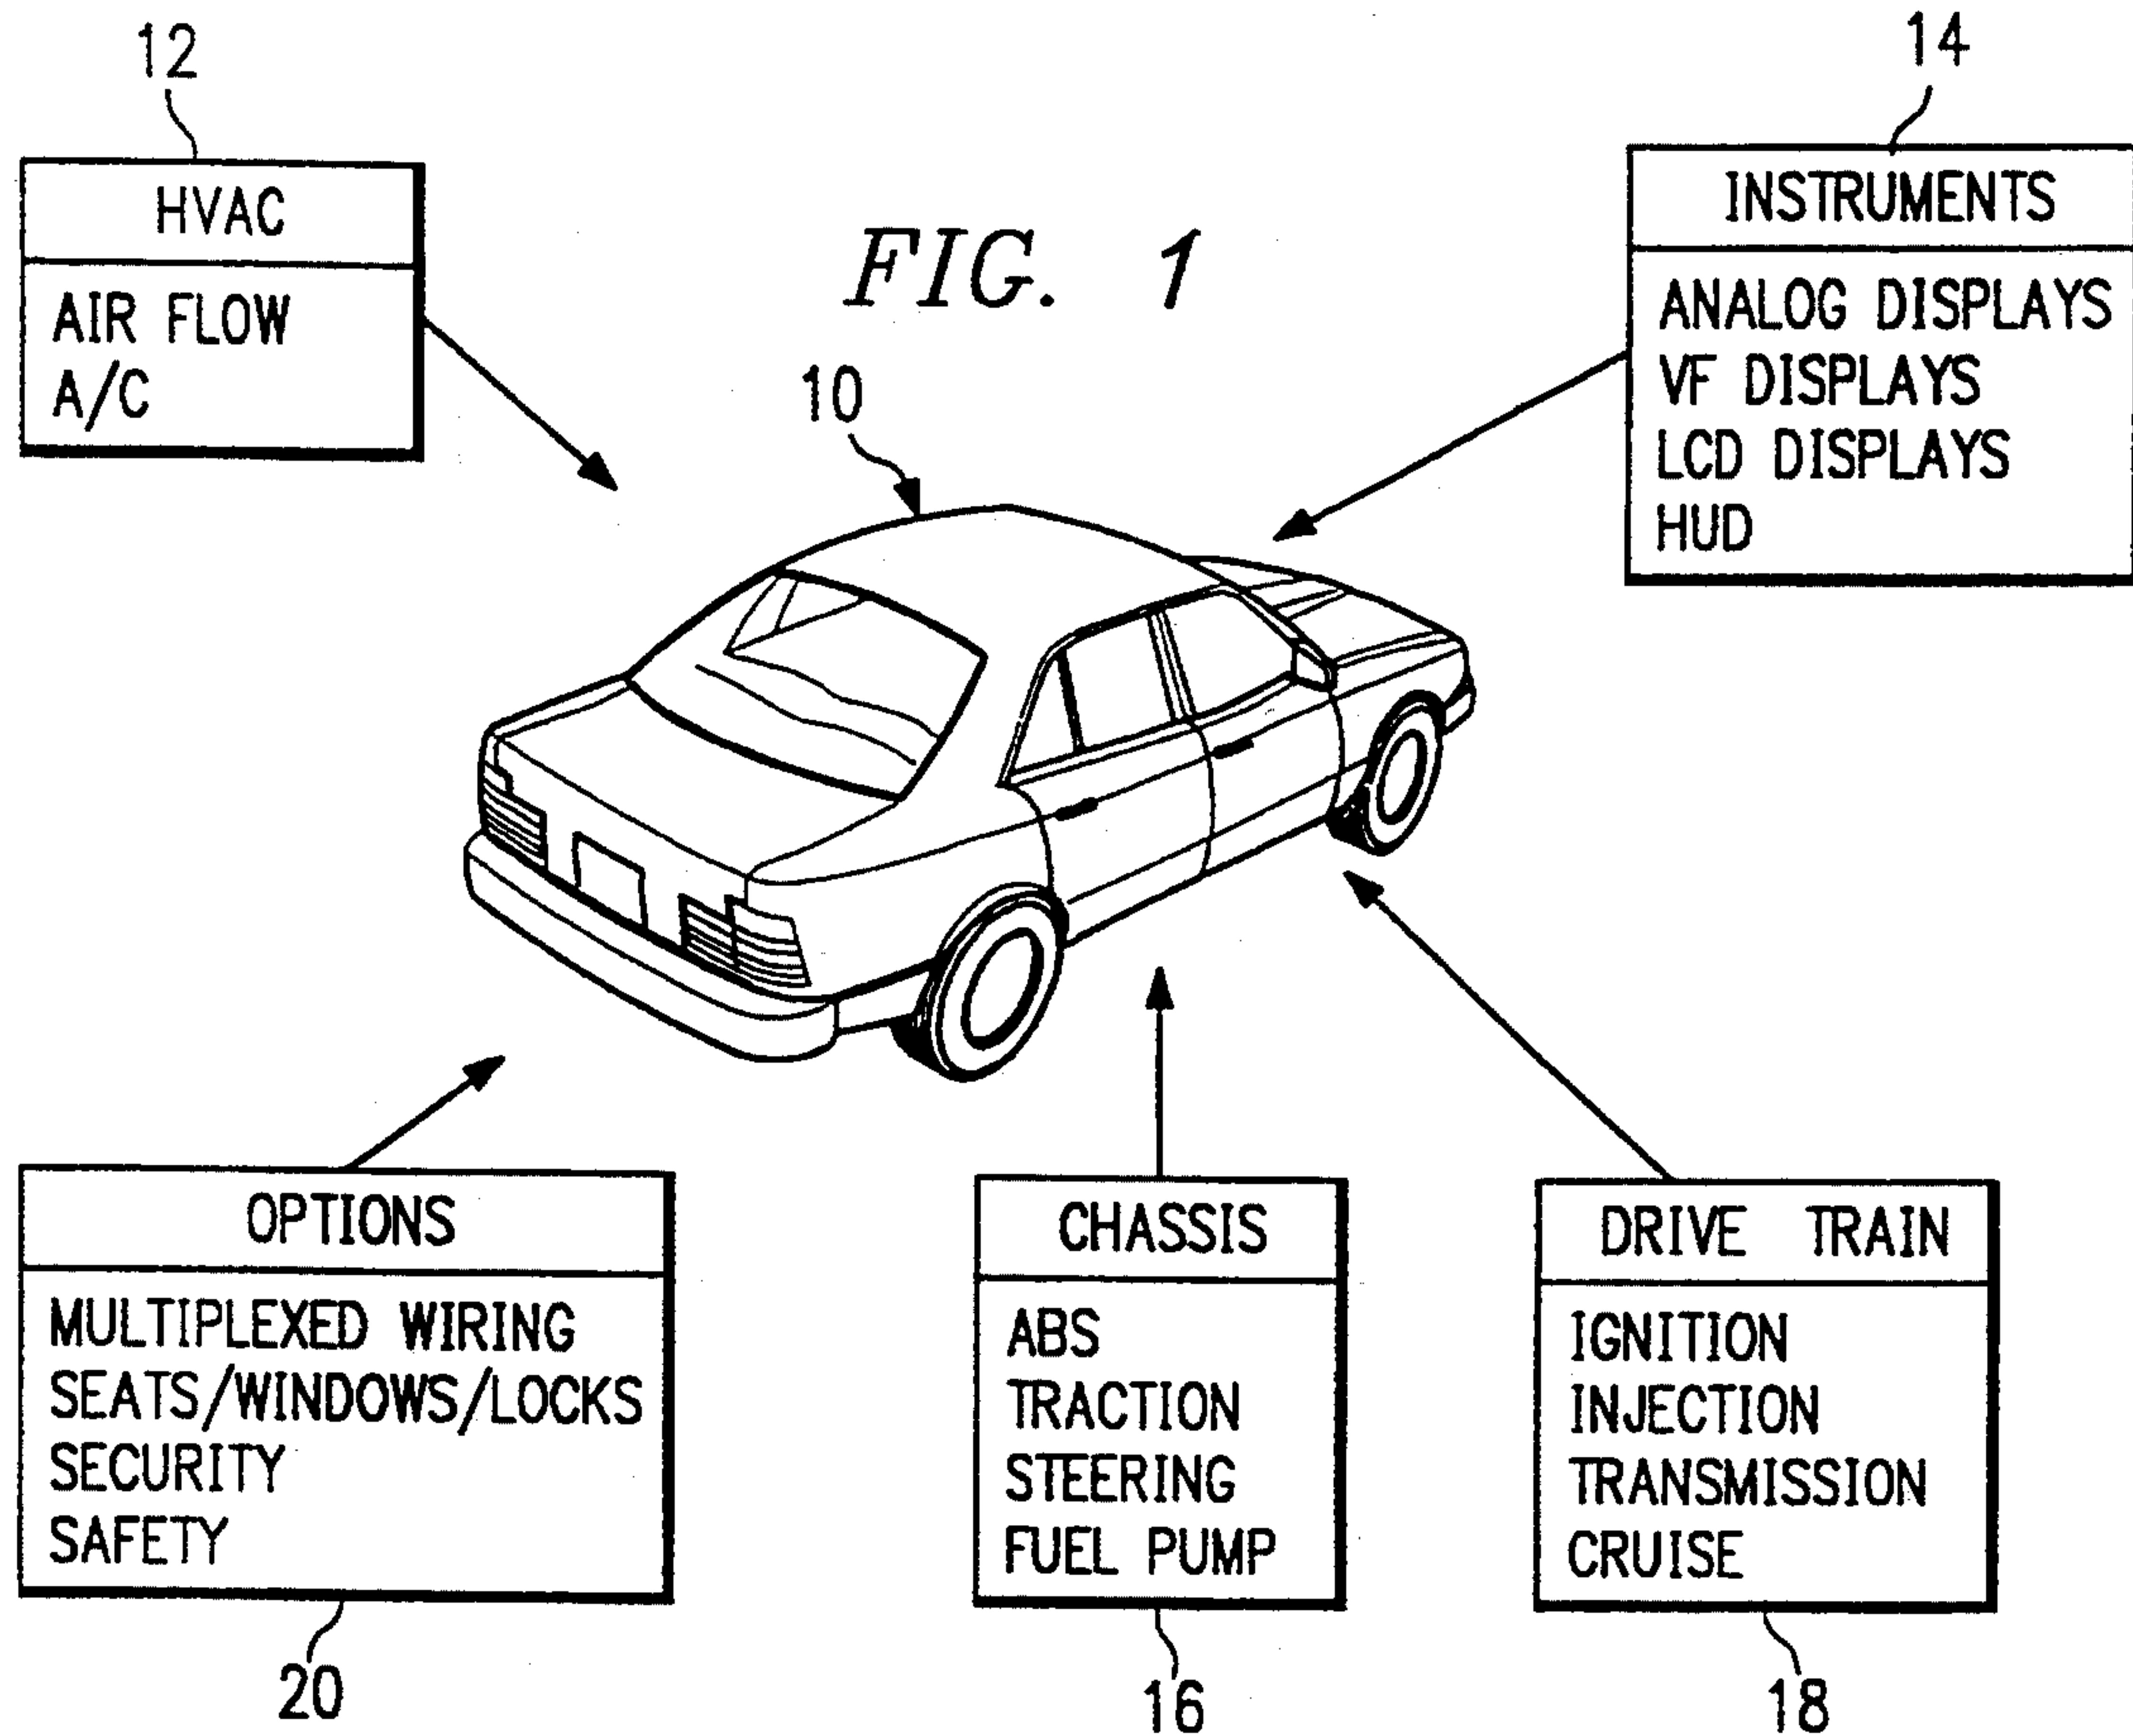 12
HVAC
AIR FLOW
A/C
FIG. 1
10
14
INSTRUMENTS
ANALOG DISPLAYS
VF DISPLAYS
LCD DISPLAYS
HUD
OPTIONS
MULTIPLEXED WIRING
SEATS/WINDOWS/LOCKS
SECURITY
SAFETY
20
CHASSIS
ABS
TRACTION
STEERING
FUEL PUMP
16
DRIVE TRAIN
IGNITION
INJECTION
TRANSMISSION
CRUISE
18